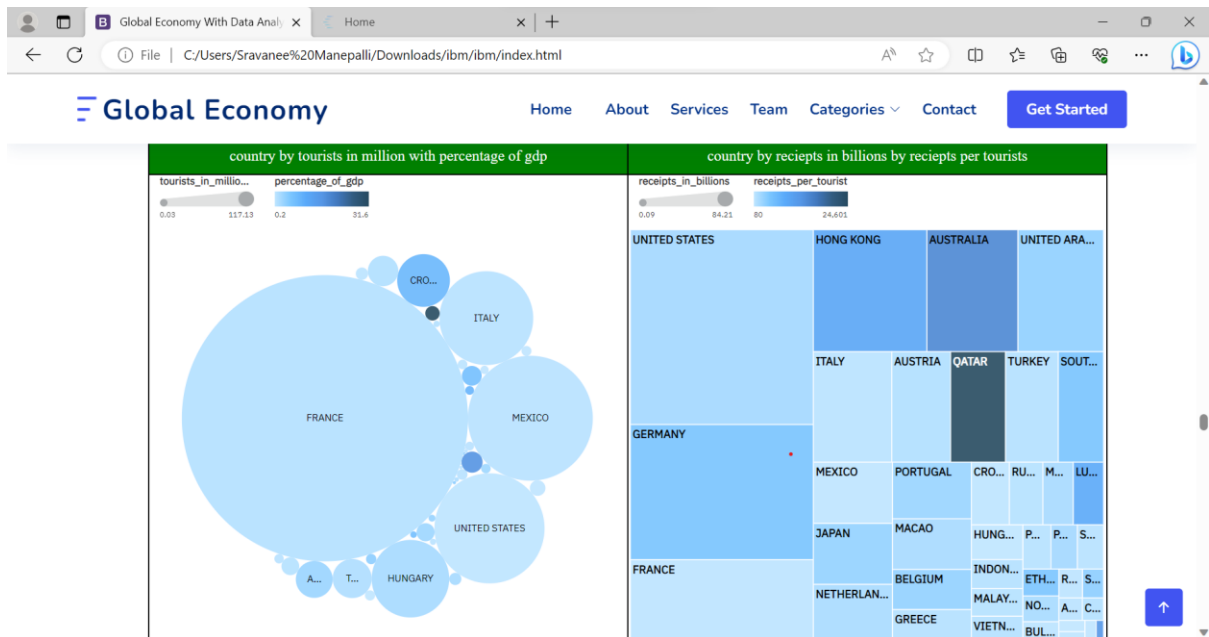 Global Economy With Data Analy
Home
File | C:/Users/Sravanee%20Manepalli/Downloads/ibm/ibm/index.html
Global Economy
Home About Services Team Categories Contact Get Started
country by tourists in million with percentage of gdp
tourists_in_millio... percentage_of_gdp
0.03 117.13 0.2 31.6
CRO...
ITALY
FRANCE
MEXICO
UNITED STATES
A... T... HUNGARY
country by reciepts in billions by reciepts per tourists
receipts_in_billions receipts_per_tourist
0.09 84.21 80 24,601
UNITED STATES HONG KONG AUSTRALIA UNITED ARA...
ITALY AUSTRIA QATAR TURKEY SOUT...
GERMANY
MEXICO PORTUGAL CRO... RU... M... LU...
JAPAN MACAO HUNG... P... P... S...
FRANCE INDON...
BELGIUM ETH... R... S...
NETHERLAN... MALAY... NO... A... C...
GREECE VIETN... BUL...